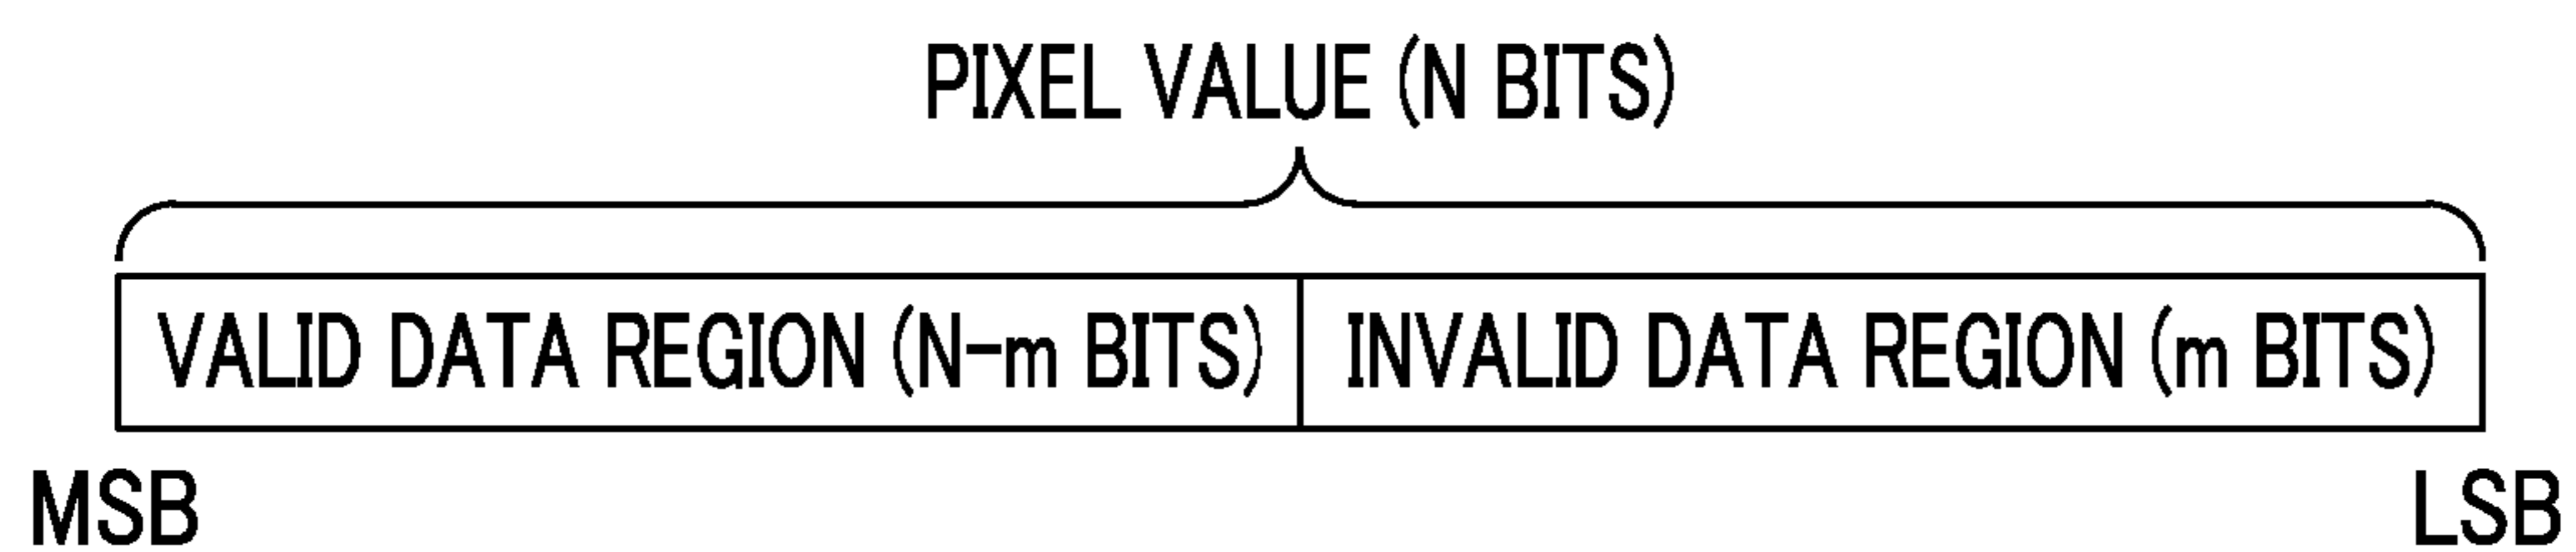 PIXEL VALUE (N BITS)
VALID DATA REGION (N-m BITS) INVALID DATA REGION (m BITS)
MSB LSB